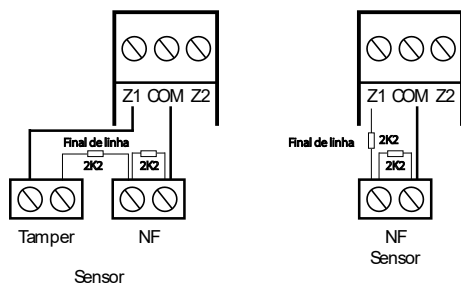 Z1 COM Z2
Final de linha
2K2
2K2
Tamper
NF
Sensor
Z1 COM Z2
Final de linha
2K2
2K2
NF
Sensor